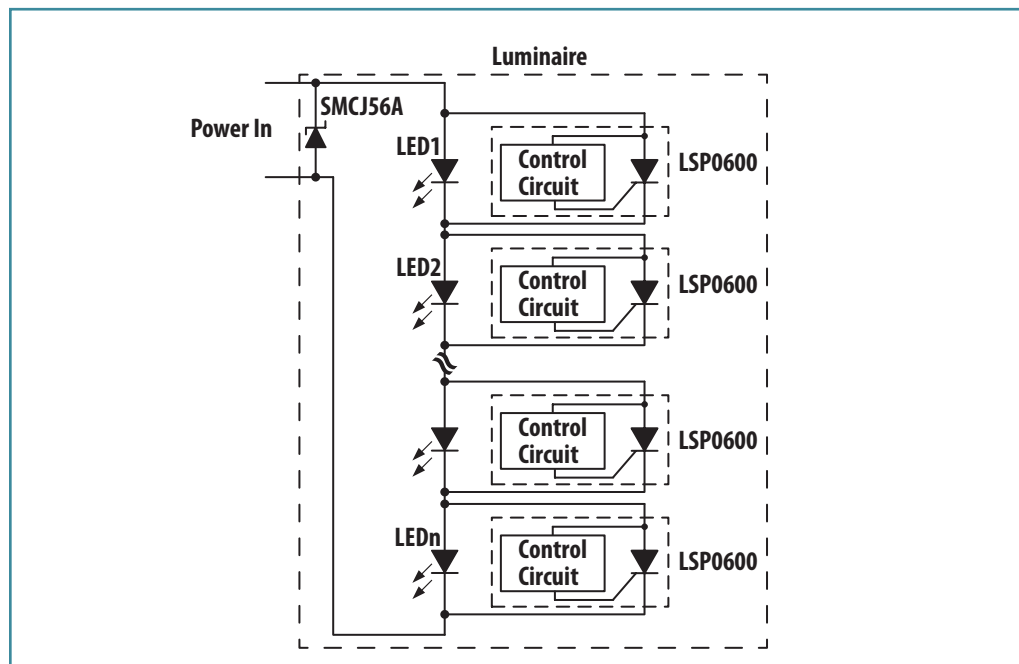 Luminaire
SMCJ56A
Power In
LED1
Control
Circuit
LSP0600
LED2
Control
Circuit
LSP0600
Control
Circuit
LSP0600
LEDn
Control
Circuit
LSP0600